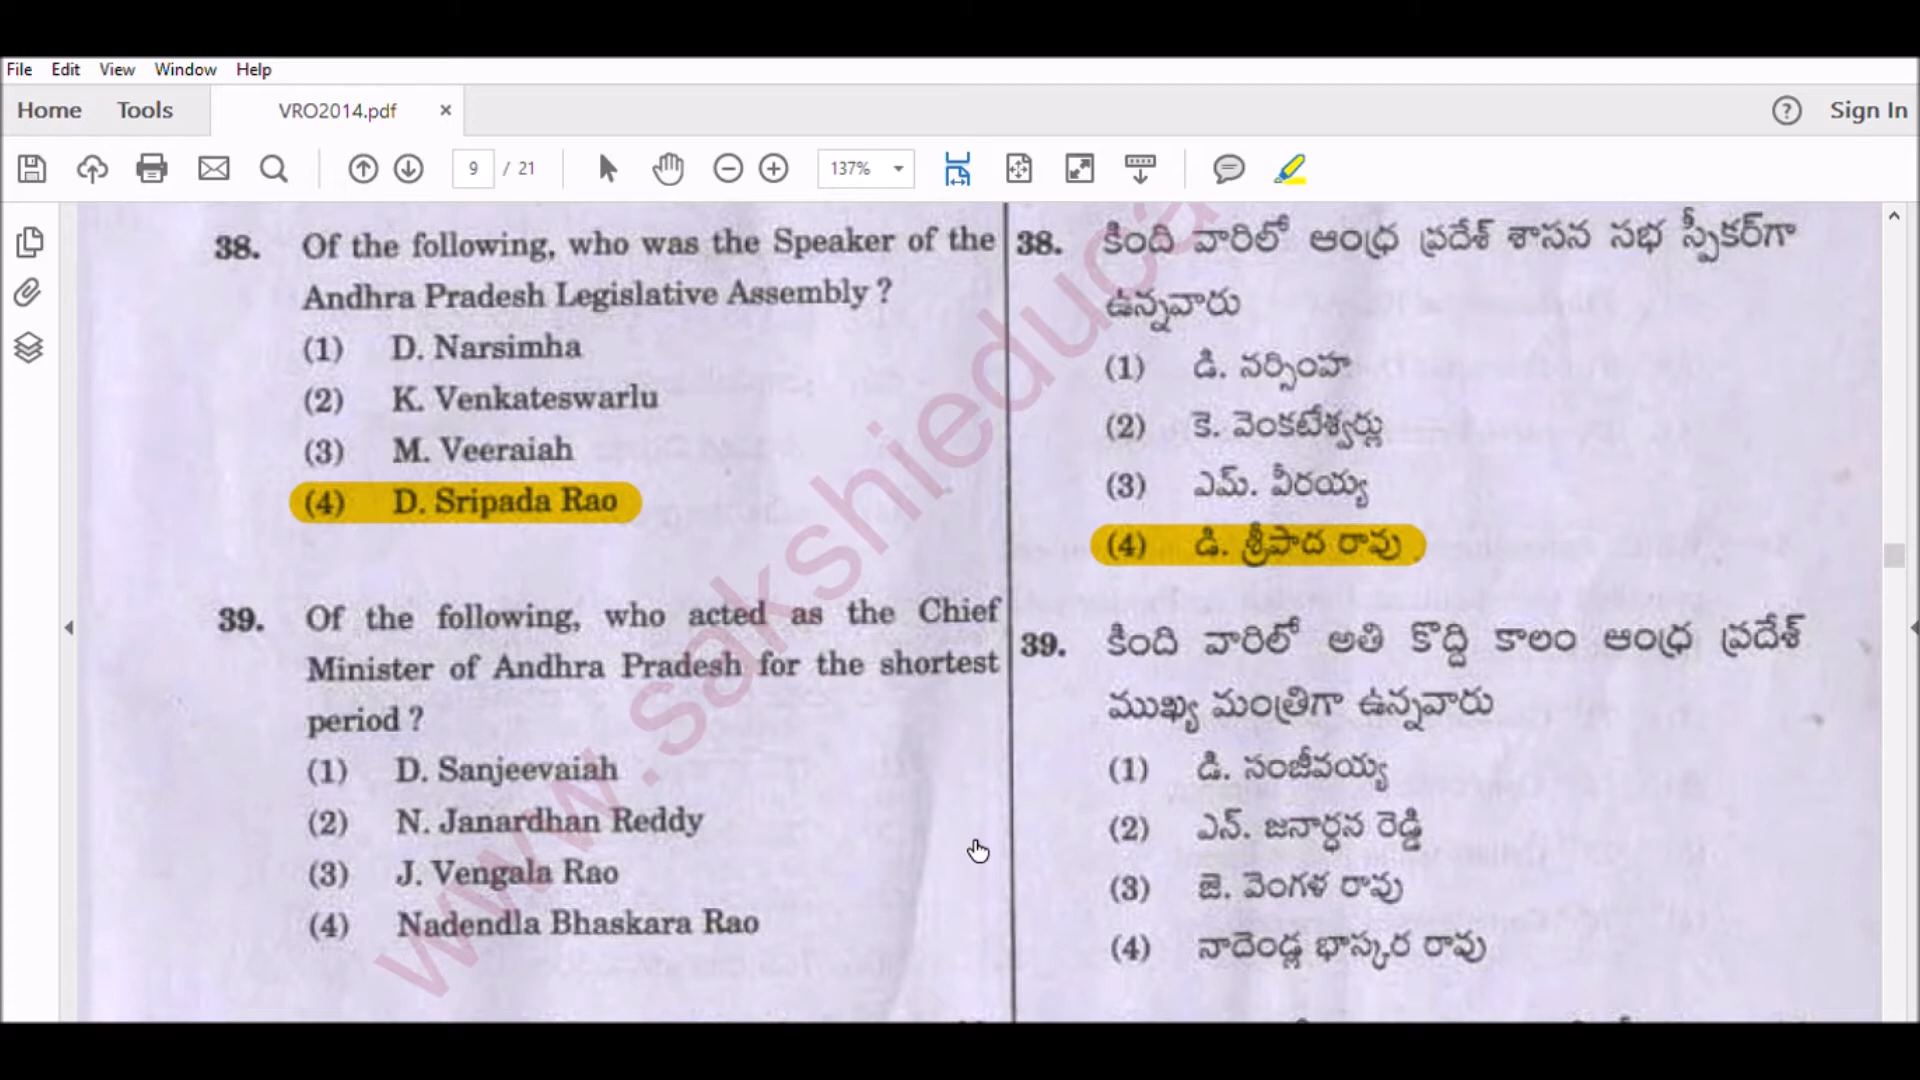 File Edit View Window Help
Home Tools VRO2014.pdf × ? Sign In
9 / 21 137%
38. Of the following, who was the Speaker of the
Andhra Pradesh Legislative Assembly ?
(1) D. Narsimha
(2) K. Venkateswarlu
(3) M. Veeraiah
(4) D. Sripada Rao
39. Of the following, who acted as the Chief
Minister of Andhra Pradesh for the shortest
period ?
(1) D. Sanjeevaiah
(2) N. Janardhan Reddy
(3) J. Vengala Rao
(4) Nadendla Bhaskara Rao
38. కింది వారిలో ఆంధ్ర ప్రదేశ్ శాసన సభ స్పీకర్‌గా
ఉన్నవారు
(1) డి. నర్సింహ
(2) కె. వెంకటేశ్వర్లు
(3) ఎమ్. వీరయ్య
(4) డి. శ్రీపాద రావు
39. కింది వారిలో అతి కొద్ది కాలం ఆంధ్ర ప్రదేశ్
ముఖ్య మంత్రిగా ఉన్నవారు
(1) డి. సంజీవయ్య
(2) ఎన్. జనార్ధన రెడ్డి
(3) జె. వెంగళ రావు
(4) నాదెండ్ల భాస్కర రావు
www.sakshieduca